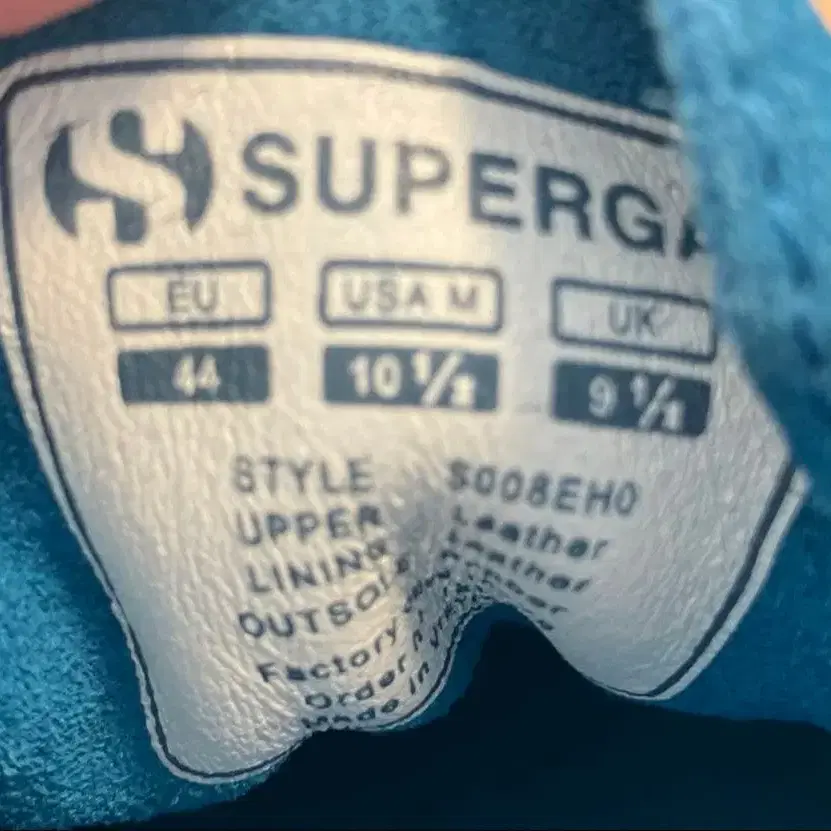 SUPERGA
EU USA M UK
44 10 1/2 9 1/2
STYLE S008EH0
UPPER Leather
LINING Leather
OUTSOLE
Factory
Order n
Made in